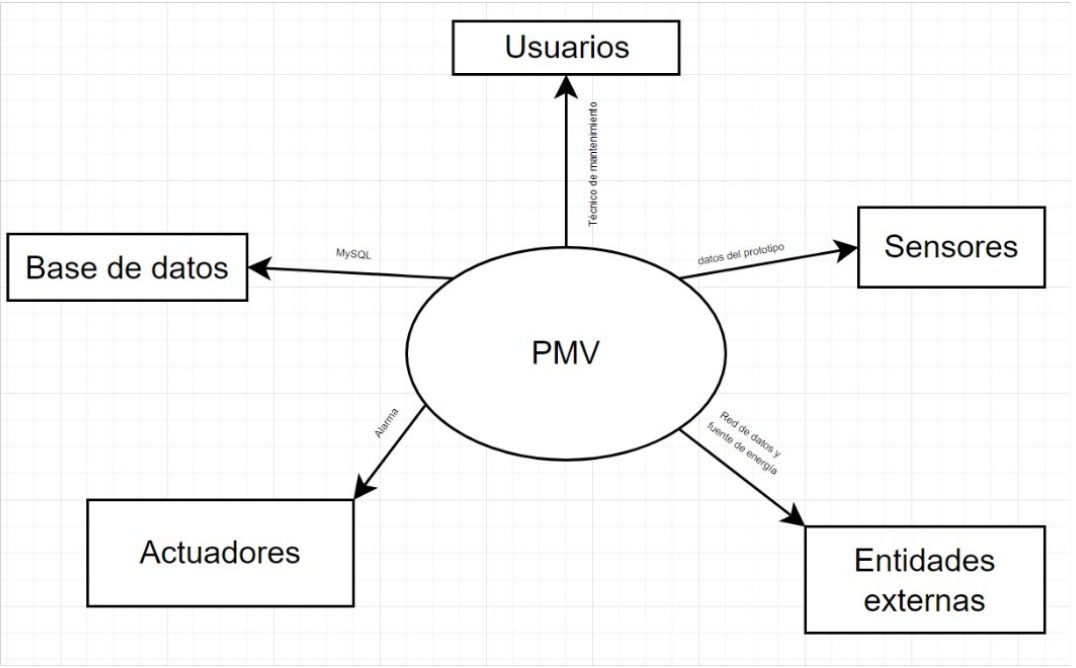 Usuarios
Técnico de mantenimiento
Sensores
datos del prototipo
Base de datos
MySQL
PMV
Alarma
Red de datos y
fuente de energía
Actuadores
Entidades
externas